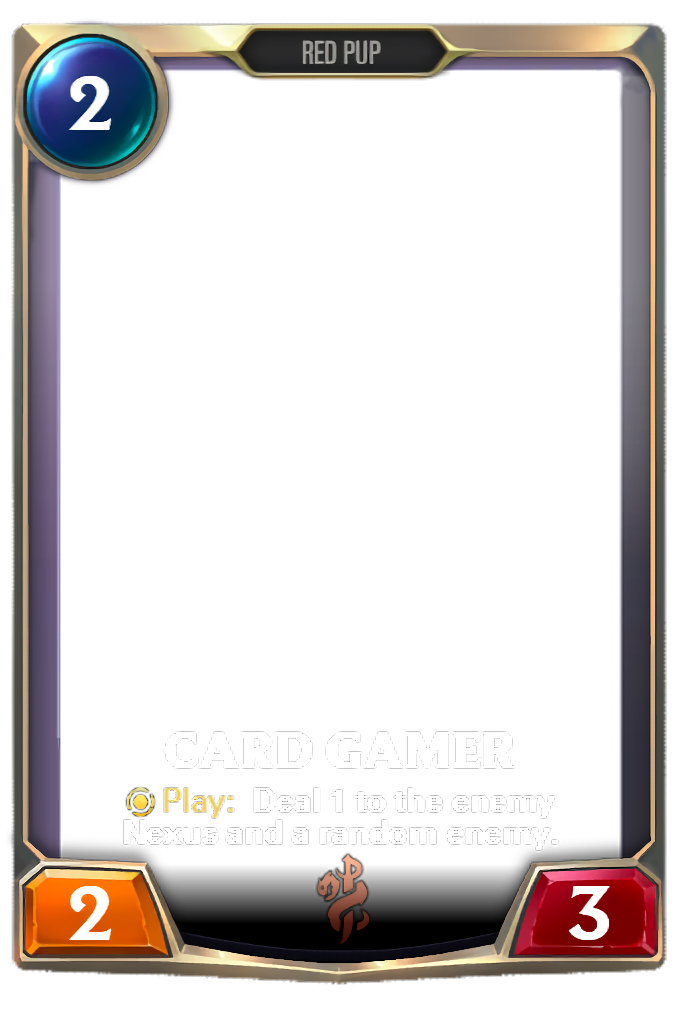 RED PUP
2
CARD GAMER
Play: Deal 1 to the enemy
Nexus and a random enemy.
2
3